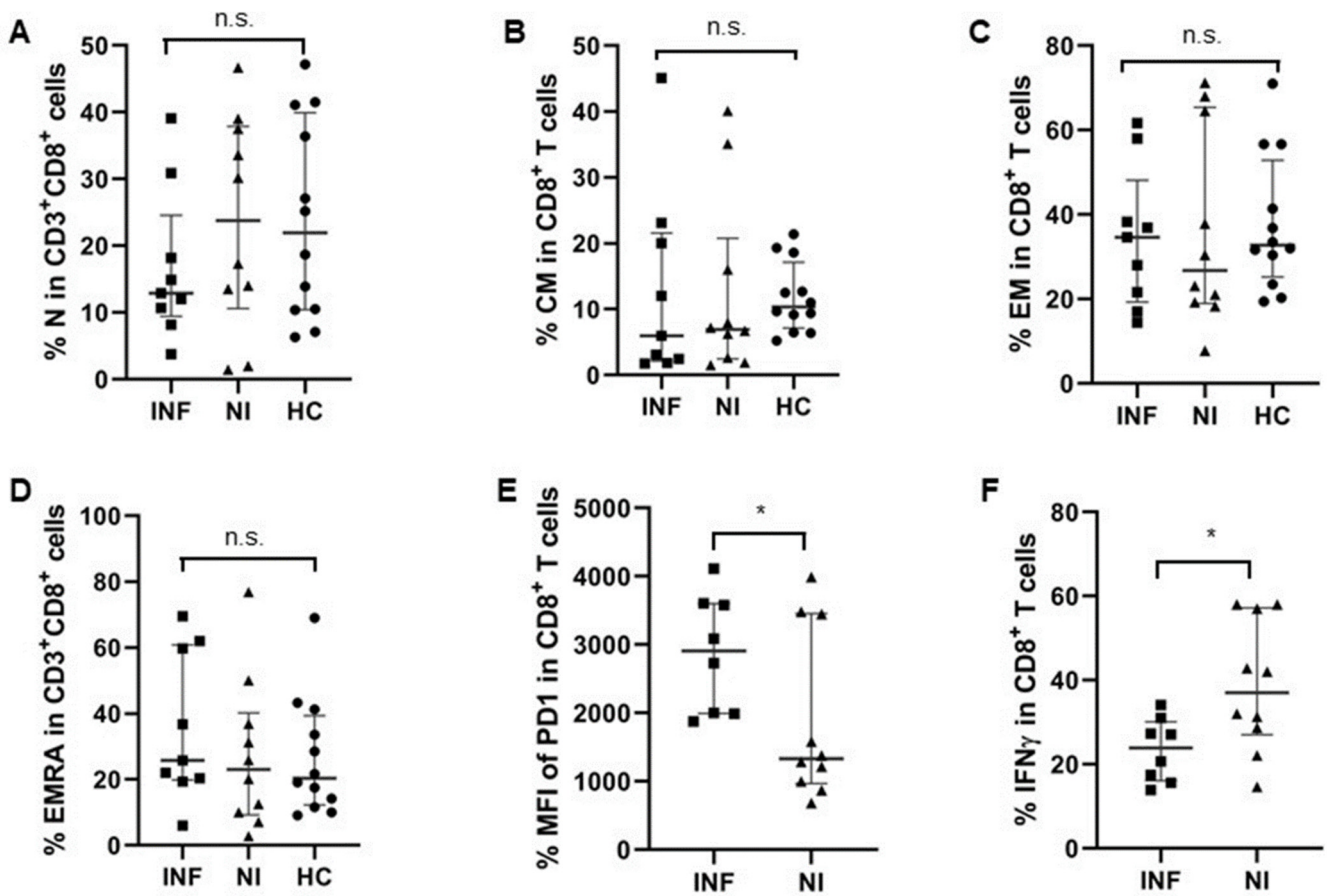 A
n.s.
% N in CD3⁺CD8⁺ cells
50
40
30
20
10
0
INF NI HC
B
n.s.
% CM in CD8⁺ T cells
50
40
30
20
10
0
INF NI HC
C
n.s.
% EM in CD8⁺ T cells
80
60
40
20
0
INF NI HC
D
n.s.
% EMRA in CD3⁺CD8⁺ cells
100
80
60
40
20
0
INF NI HC
E
*
% MFI of PD1 in CD8⁺ T cells
5000
4000
3000
2000
1000
0
INF NI
F
*
% IFNγ in CD8⁺ T cells
80
60
40
20
0
INF NI